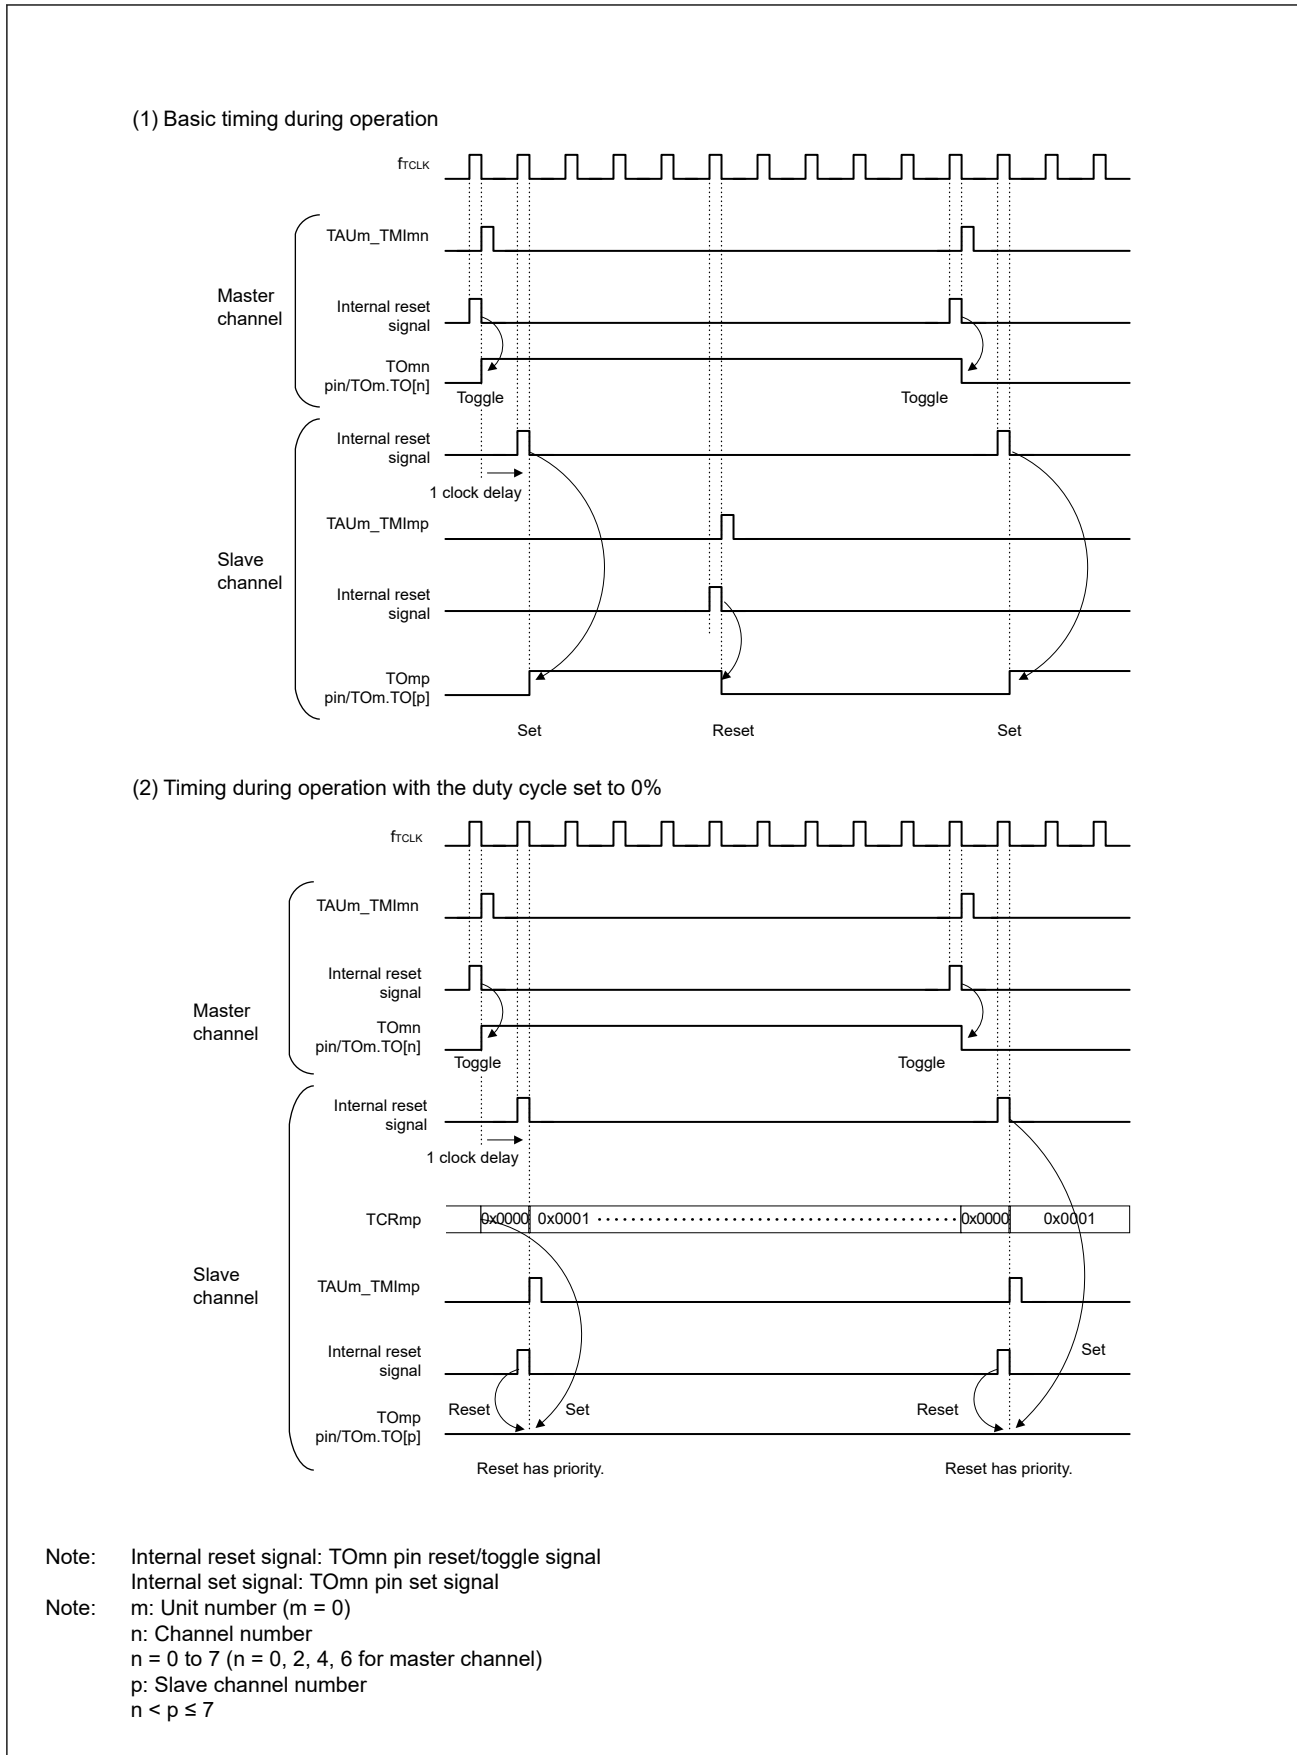 (1) Basic timing during operation
fTCLK
TAUm_TMImn
Master
channel
Internal reset
signal
TOmn
pin/TOm.TO[n]
Toggle
Toggle
Internal reset
signal
1 clock delay
TAUm_TMImp
Slave
channel
Internal reset
signal
TOmp
pin/TOm.TO[p]
Set
Reset
Set
(2) Timing during operation with the duty cycle set to 0%
fTCLK
TAUm_TMImn
Internal reset
signal
Master
channel
TOmn
pin/TOm.TO[n]
Toggle
Toggle
Internal reset
signal
1 clock delay
TCRmp
0x0000
0x0001
0x0000
0x0001
Slave
channel
TAUm_TMImp
Internal reset
signal
Set
Reset
Set
Reset
TOmp
pin/TOm.TO[p]
Reset has priority.
Reset has priority.
Note: Internal reset signal: TOmn pin reset/toggle signal
Internal set signal: TOmn pin set signal
Note: m: Unit number (m = 0)
n: Channel number
n = 0 to 7 (n = 0, 2, 4, 6 for master channel)
p: Slave channel number
n < p ≤ 7